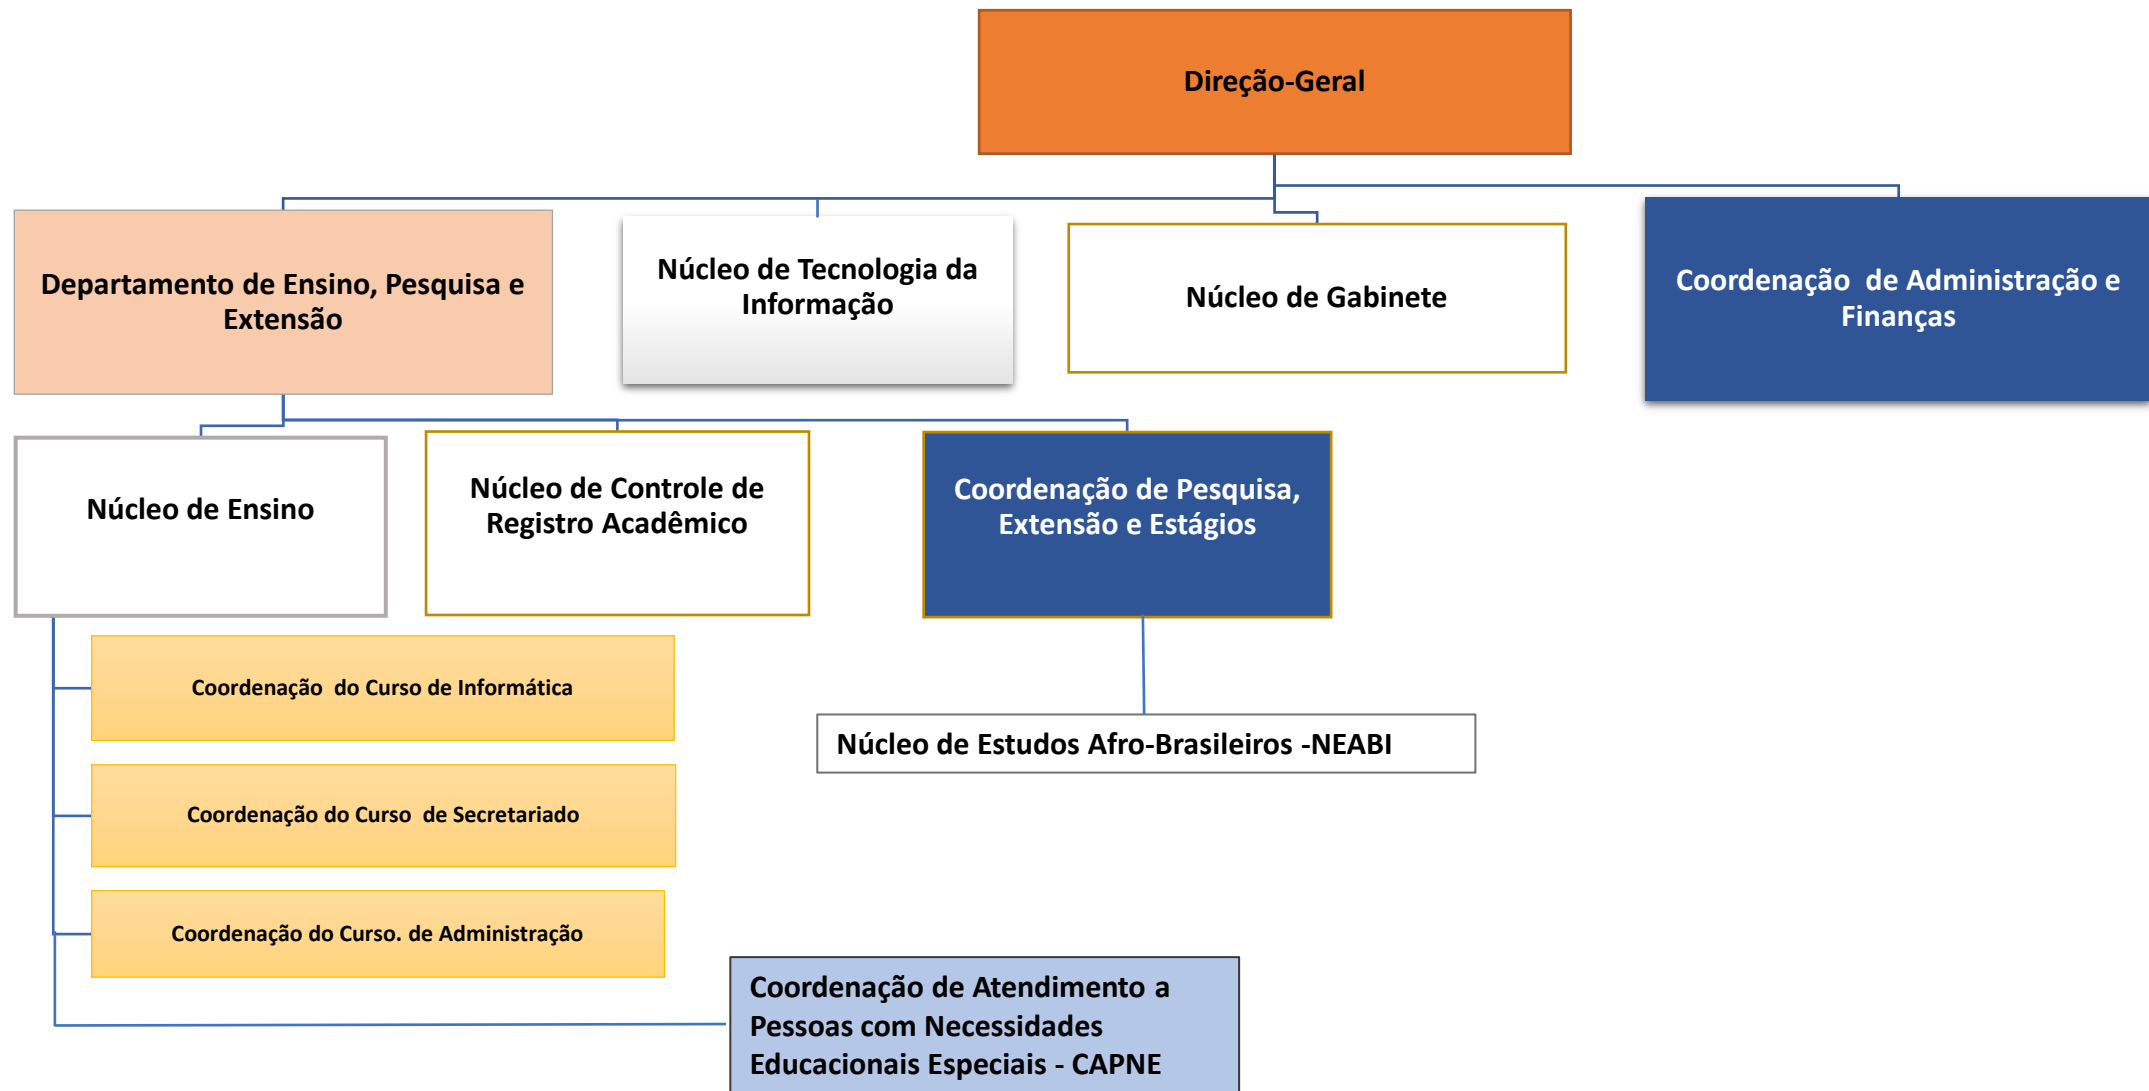 Direção-Geral
Departamento de Ensino, Pesquisa e
Extensão
Núcleo de Tecnologia da
Informação
Núcleo de Gabinete
Coordenação  de Administração e
Finanças
Núcleo de Ensino
Núcleo de Controle de
Registro Acadêmico
Coordenação de Pesquisa,
Extensão e Estágios
Coordenação  do Curso de Informática
Núcleo de Estudos Afro-Brasileiros -NEABI
Coordenação do Curso  de Secretariado
Coordenação do Curso. de Administração
Coordenação de Atendimento a
Pessoas com Necessidades
Educacionais Especiais - CAPNE